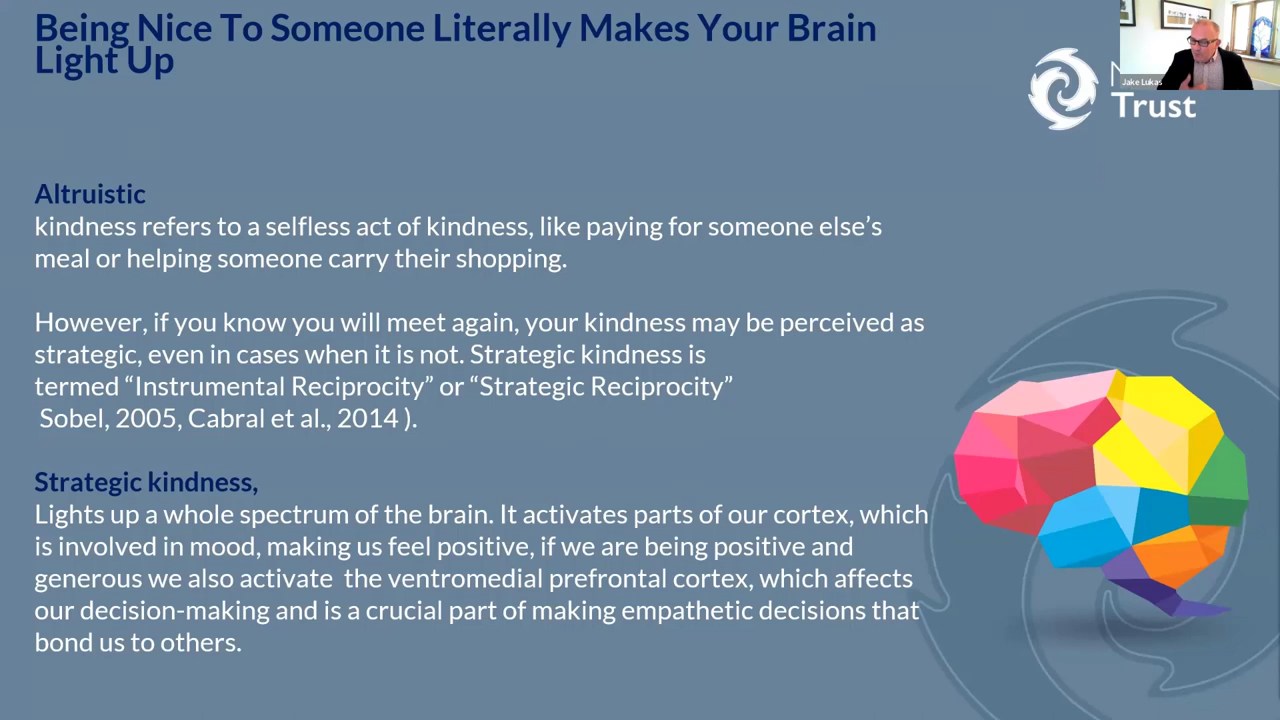 Being Nice To Someone Literally Makes Your Brain
Light Up
Jake Lukas
Trust
Altruistic
kindness refers to a selfless act of kindness, like paying for someone else’s
meal or helping someone carry their shopping.
However, if you know you will meet again, your kindness may be perceived as
strategic, even in cases when it is not. Strategic kindness is
termed “Instrumental Reciprocity” or “Strategic Reciprocity”
Sobel, 2005, Cabral et al., 2014 ).
Strategic kindness,
Lights up a whole spectrum of the brain. It activates parts of our cortex, which
is involved in mood, making us feel positive, if we are being positive and
generous we also activate the ventromedial prefrontal cortex, which affects
our decision-making and is a crucial part of making empathetic decisions that
bond us to others.